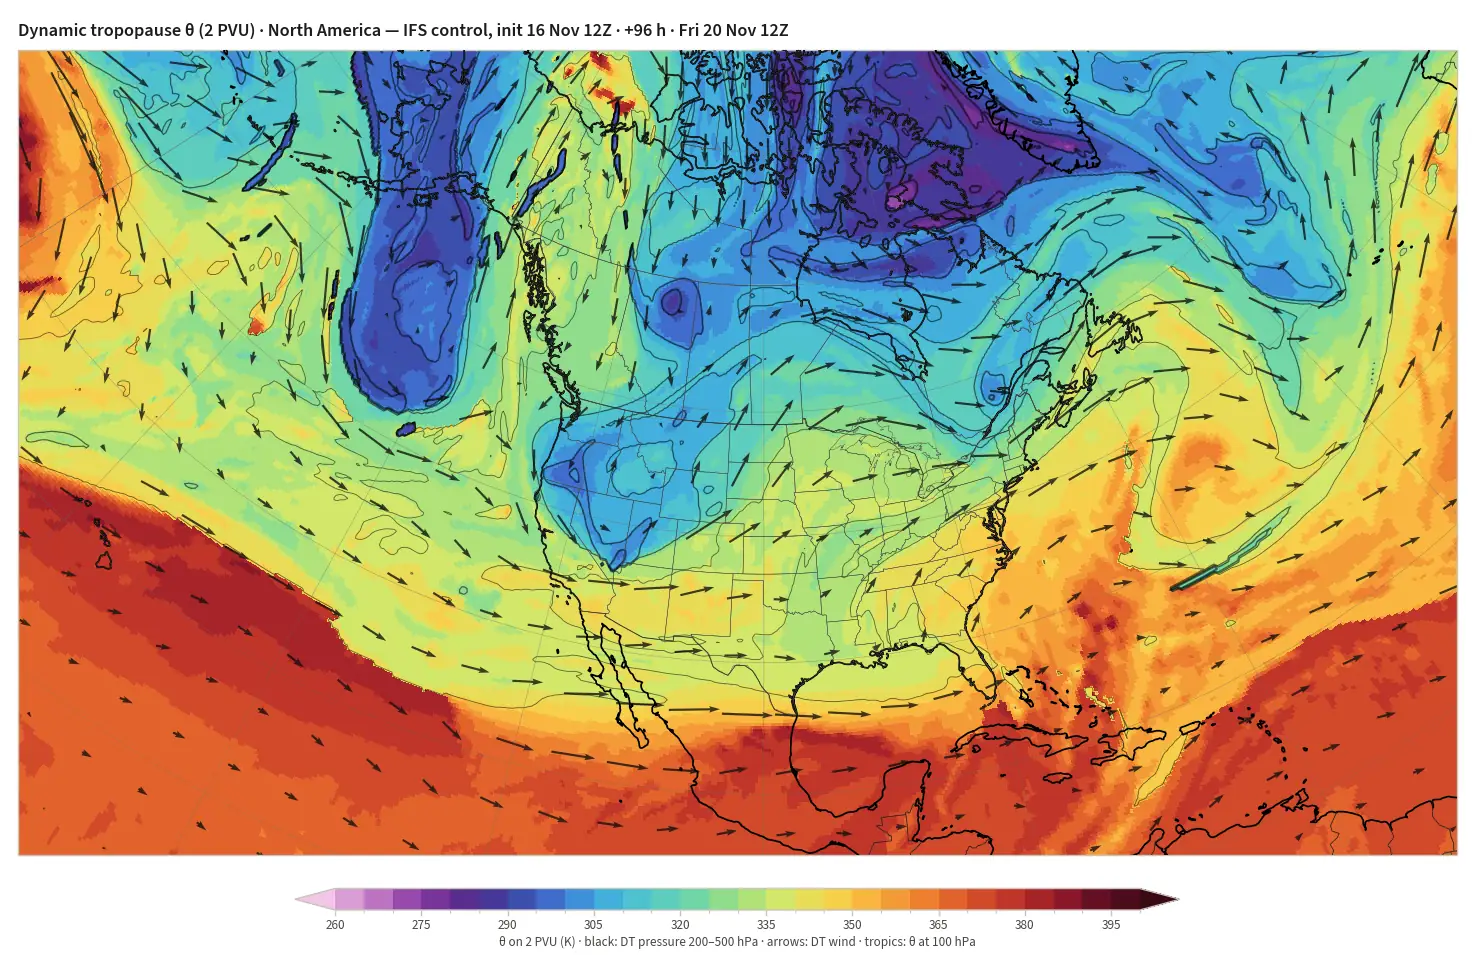 Dynamic tropopause θ (2 PVU) · North America — IFS control, init 16 Nov 12Z · +96 h · Fri 20 Nov 12Z
260 275 290 305 320 335 350 365 380 395
θ on 2 PVU (K) · black: DT pressure 200–500 hPa · arrows: DT wind · tropics: θ at 100 hPa